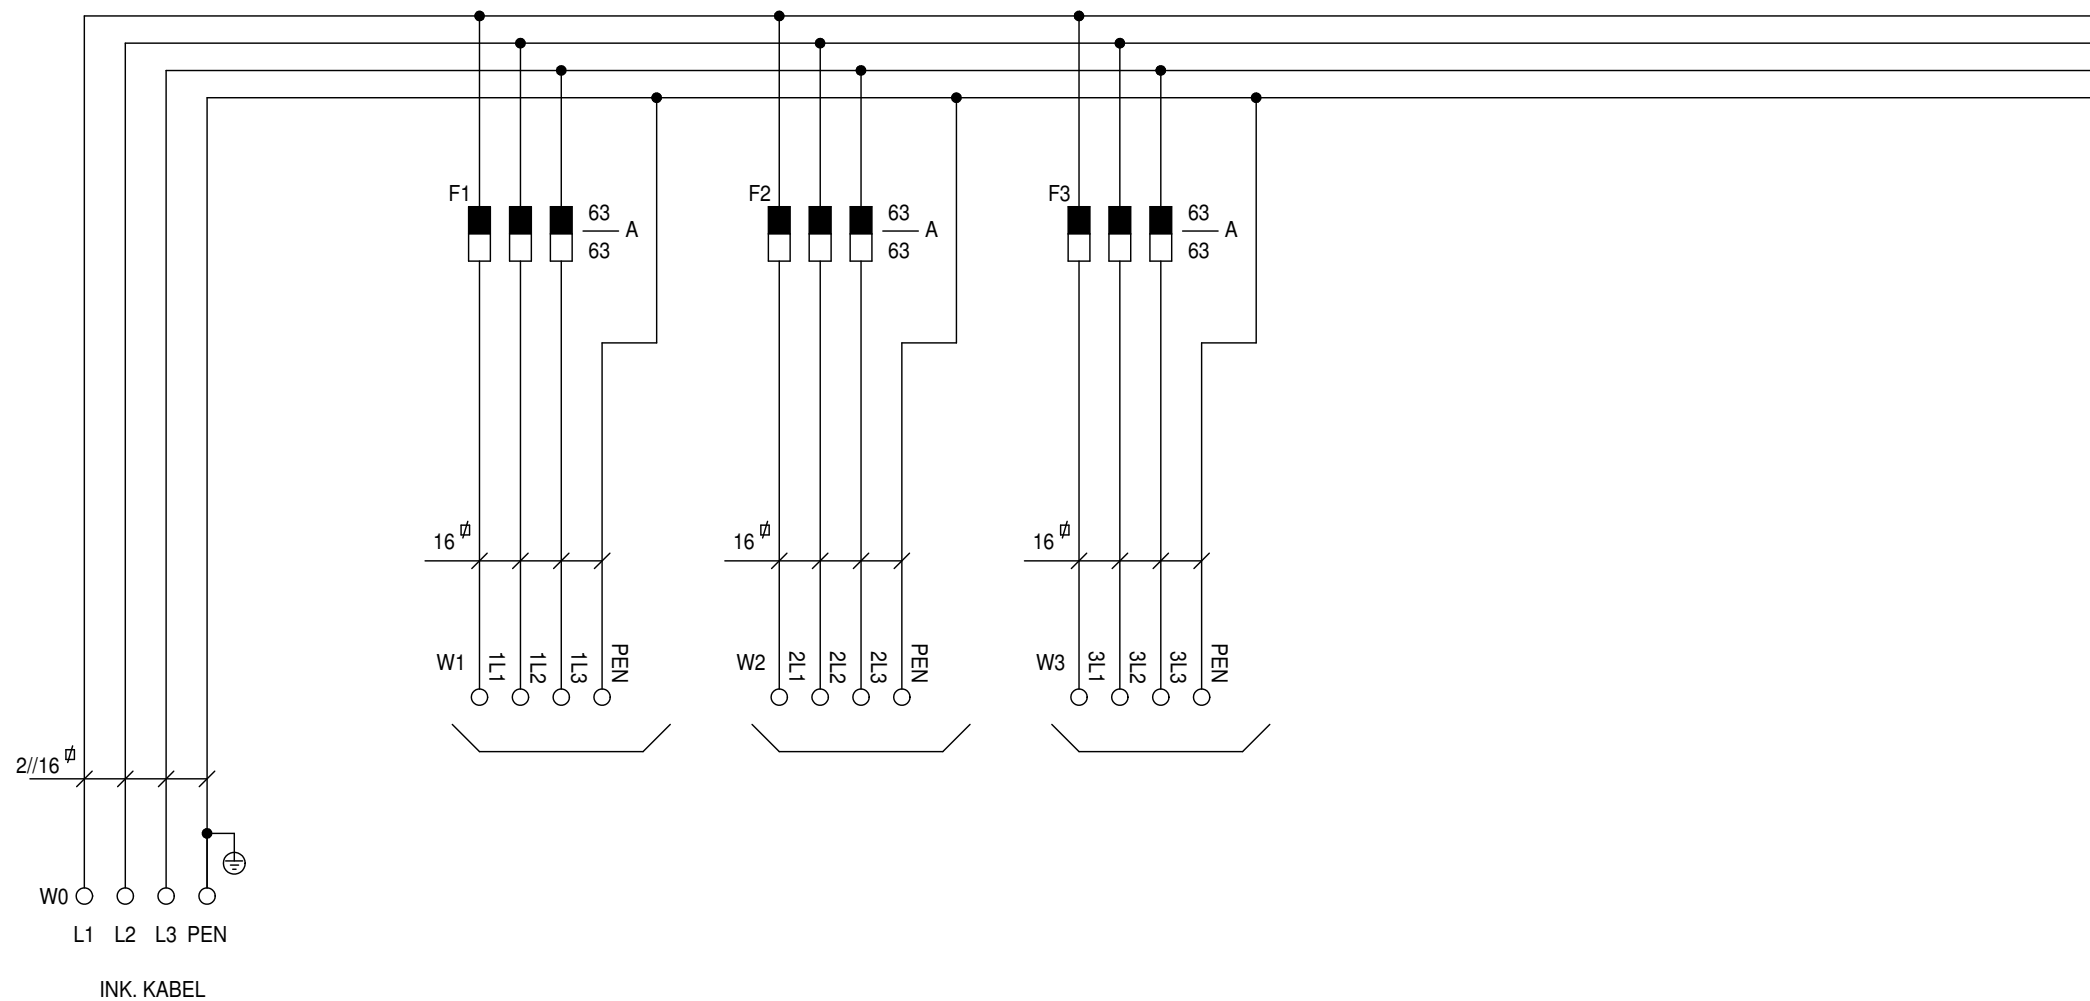 F1
63
A
63
F2
63
A
63
F3
63
A
63
16
16
16
W1
1L1
1L2
1L3
PEN
W2
2L1
2L2
2L3
PEN
W3
3L1
3L2
3L3
PEN
2//16
W0
L1 L2 L3 PEN
INK. KABEL